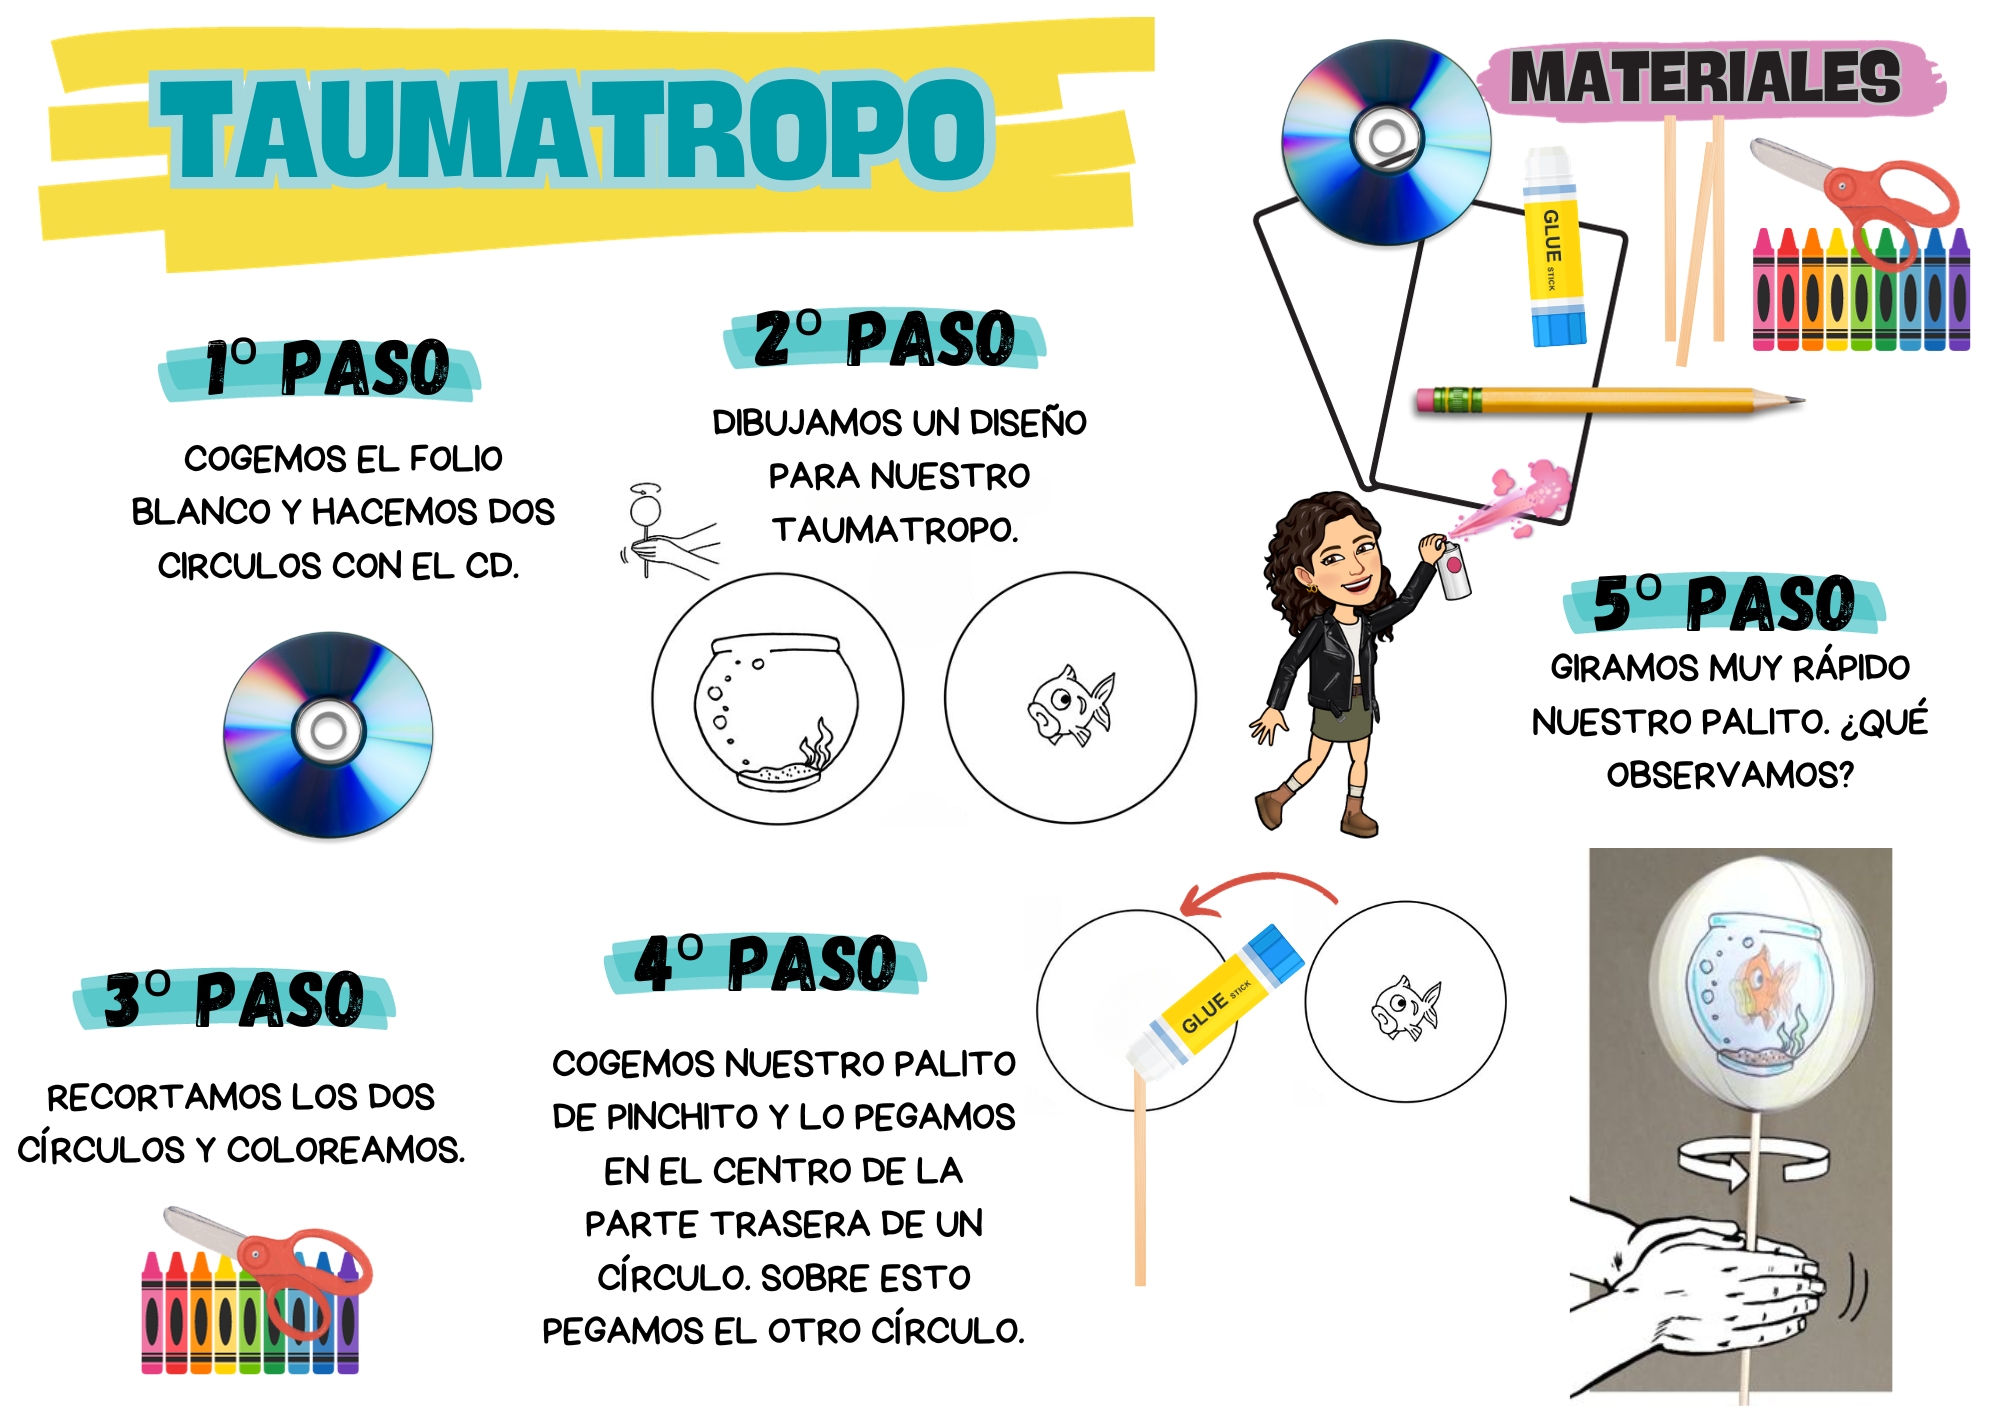 TAUMATROPO
MATERIALES
GLUE STICK
1º PASO
COGEMOS EL FOLIO
BLANCO Y HACEMOS DOS
CIRCULOS CON EL CD.
2º PASO
DIBUJAMOS UN DISEÑO
PARA NUESTRO
TAUMATROPO.
3º PASO
RECORTAMOS LOS DOS
CÍRCULOS Y COLOREAMOS.
4º PASO
COGEMOS NUESTRO PALITO
DE PINCHITO Y LO PEGAMOS
EN EL CENTRO DE LA
PARTE TRASERA DE UN
CÍRCULO. SOBRE ESTO
PEGAMOS EL OTRO CÍRCULO.
GLUE STICK
5º PASO
GIRAMOS MUY RÁPIDO
NUESTRO PALITO. ¿QUÉ
OBSERVAMOS?